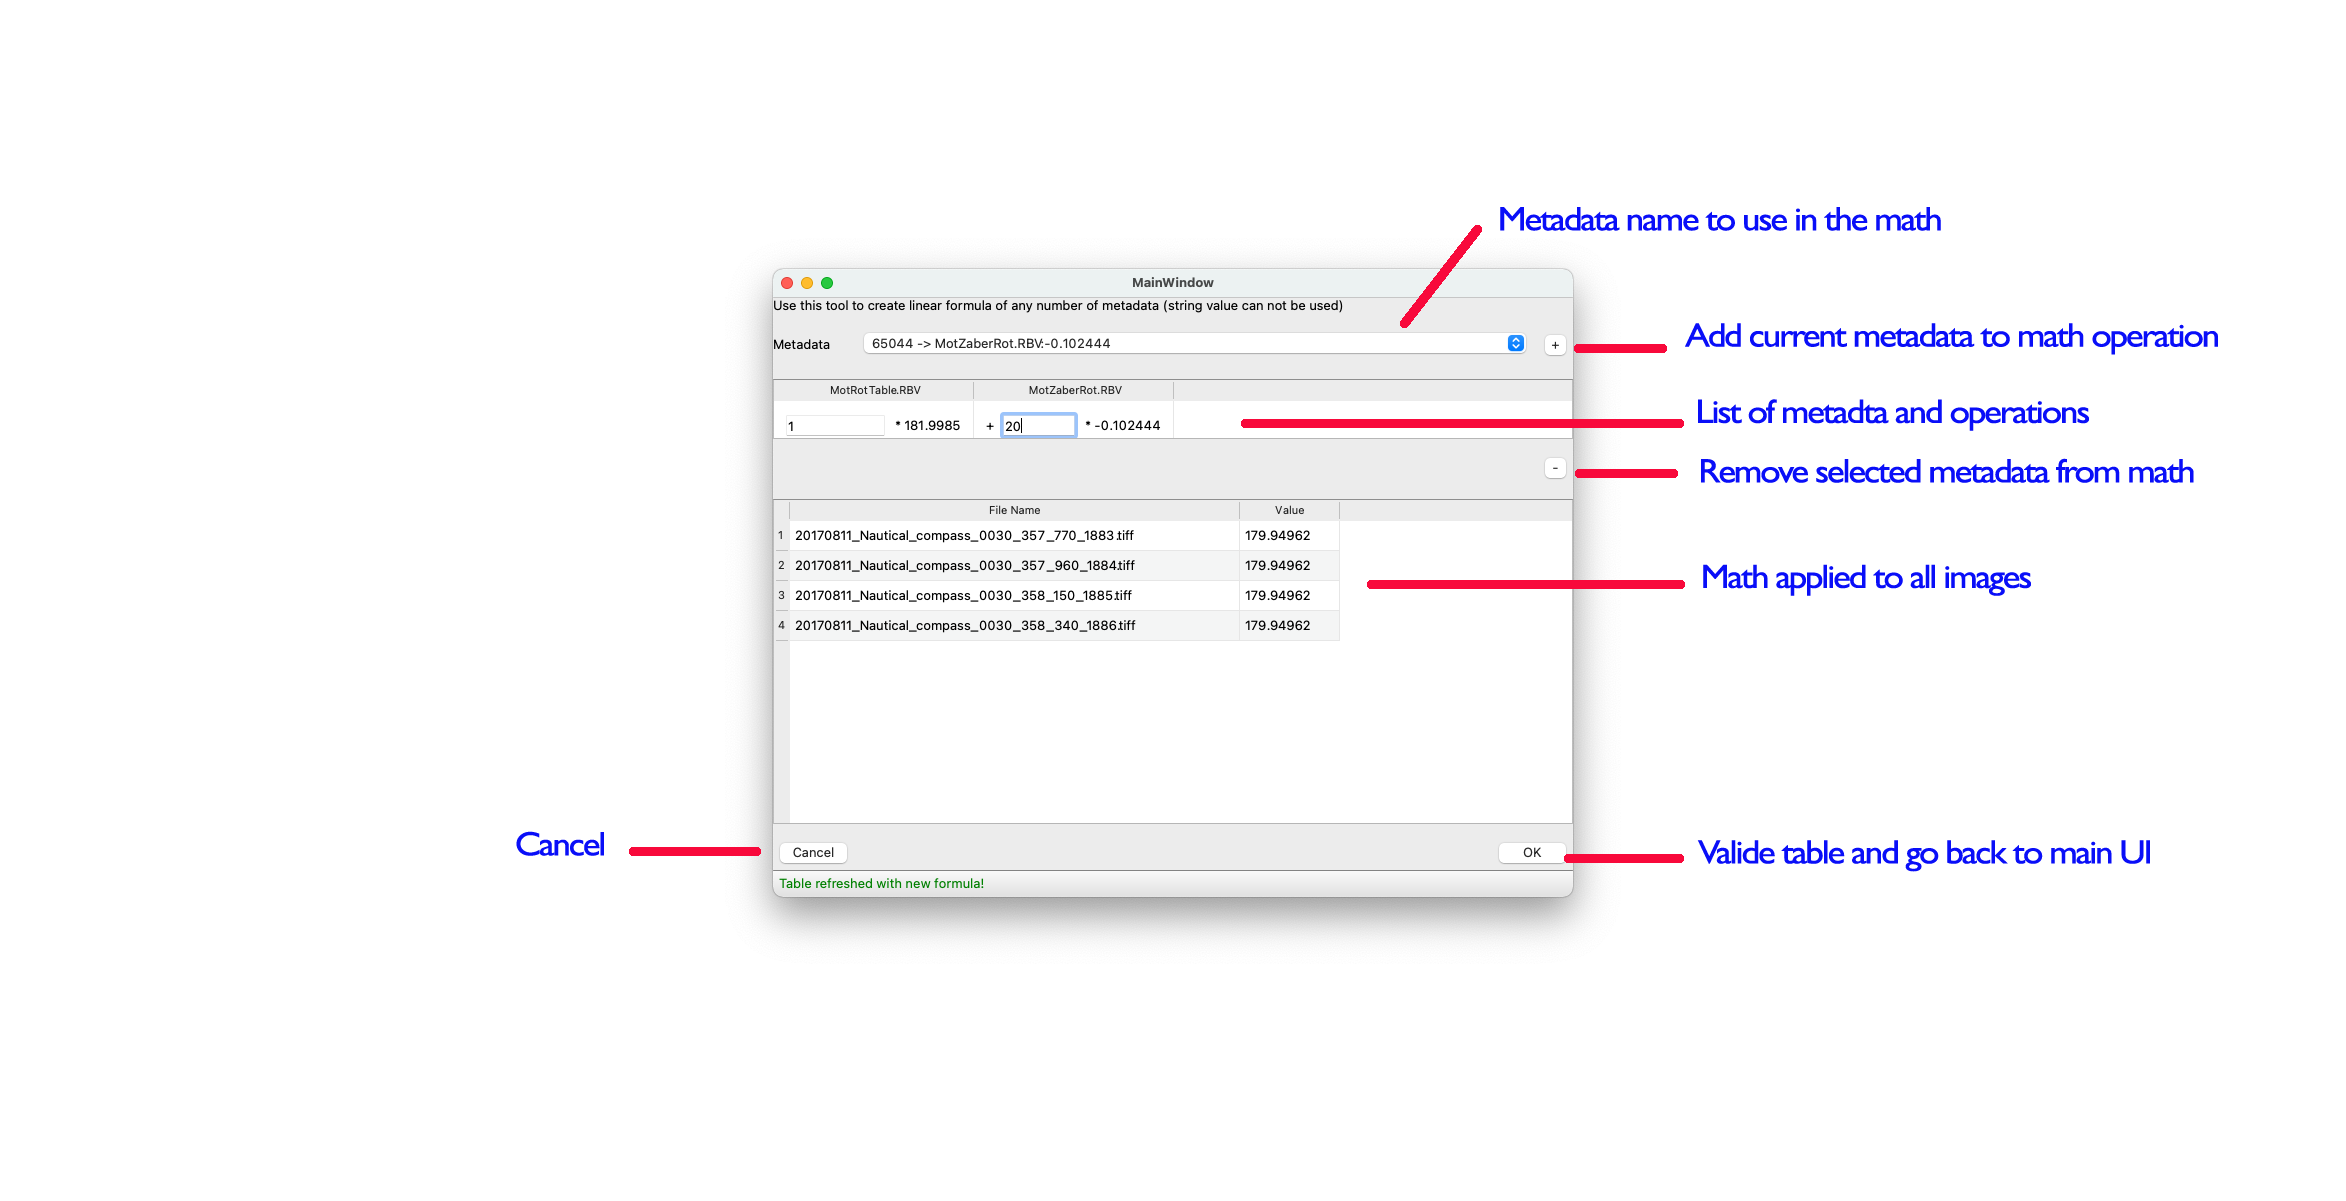 Metadata name to use in the math
MainWindow
Use this tool to create linear formula of any number of metadata (string value can not be used)
Metadata 65044 -> MotZaberRot.RBV:-0.102444 +
Add current metadata to math operation
MotRotTable.RBV MotZaberRot.RBV
1 * 181.9985 + 20 * -0.102444
List of metadta and operations
-
Remove selected metadata from math
File Name Value
1 20170811_Nautical_compass_0030_357_770_1883.tiff 179.94962
2 20170811_Nautical_compass_0030_357_960_1884.tiff 179.94962
3 20170811_Nautical_compass_0030_358_150_1885.tiff 179.94962
4 20170811_Nautical_compass_0030_358_340_1886.tiff 179.94962
Math applied to all images
Cancel
Cancel OK
Valide table and go back to main UI
Table refreshed with new formula!